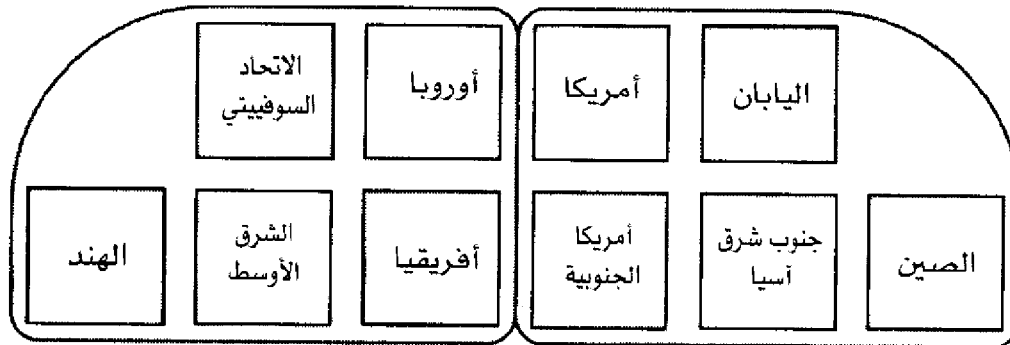 اليابان
أمريكا
أوروبا
الاتحاد
السوفييتي
الصين
جنوب شرق
آسيا
أمريكا
الجنوبية
أفريقيا
الشرق
الأوسط
الهند